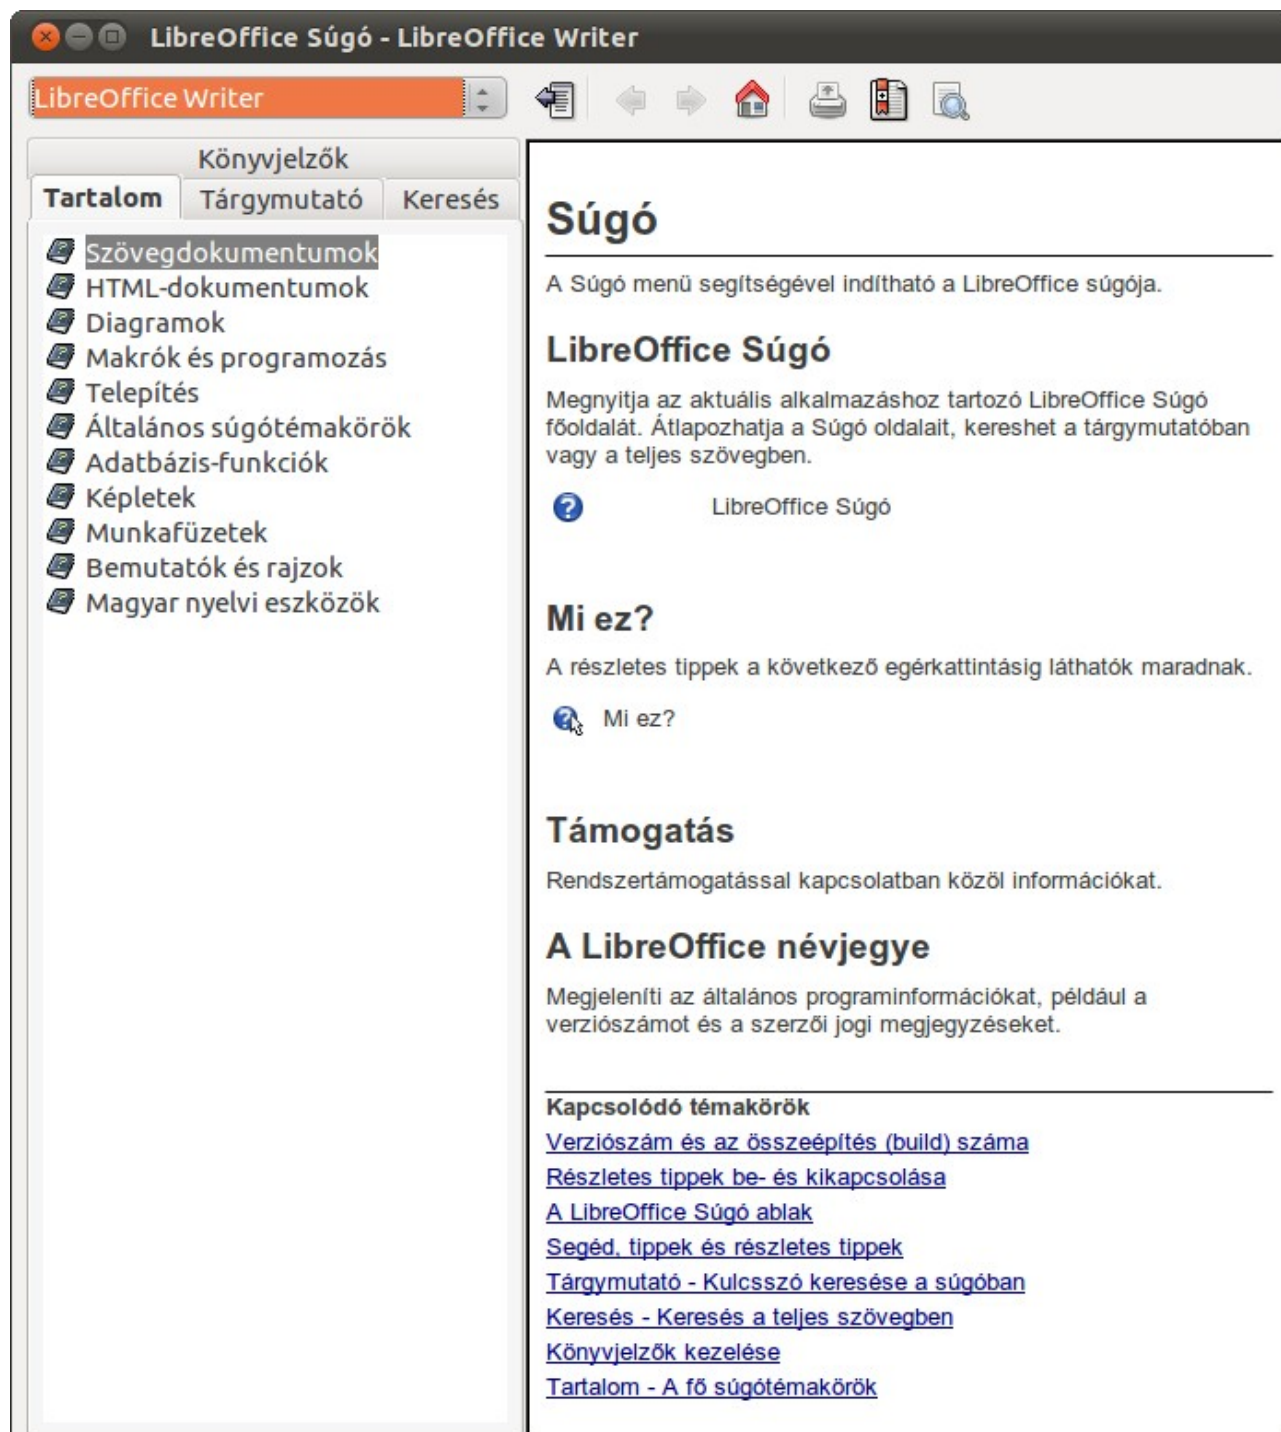 LibreOffice Súgó - LibreOffice Writer
LibreOffice Writer
Könyvjelzők
Tartalom
Tárgymutató
Keresés
Szövegdokumentumok
HTML-dokumentumok
Diagramok
Makrók és programozás
Telepítés
Általános súgótémakörök
Adatbázis-funkciók
Képletek
Munkafüzetek
Bemutatók és rajzok
Magyar nyelvi eszközök
Súgó
A Súgó menü segítségével indítható a LibreOffice súgója.
LibreOffice Súgó
Megnyitja az aktuális alkalmazáshoz tartozó LibreOffice Súgó
főoldalát. Átlapozhatja a Súgó oldalait, kereshet a tárgymutatóban
vagy a teljes szövegben.
LibreOffice Súgó
Mi ez?
A részletes tippek a következő egérkattintásig láthatók maradnak.
Mi ez?
Támogatás
Rendszertámogatással kapcsolatban közöl információkat.
A LibreOffice névjegye
Megjeleníti az általános programinformációkat, például a
verziószámot és a szerzői jogi megjegyzéseket.
Kapcsolódó témakörök
Verziószám és az összeépítés (build) száma
Részletes tippek be- és kikapcsolása
A LibreOffice Súgó ablak
Segéd, tippek és részletes tippek
Tárgymutató - Kulcsszó keresése a súgóban
Keresés - Keresés a teljes szövegben
Könyvjelzők kezelése
Tartalom - A fő súgótémakörök